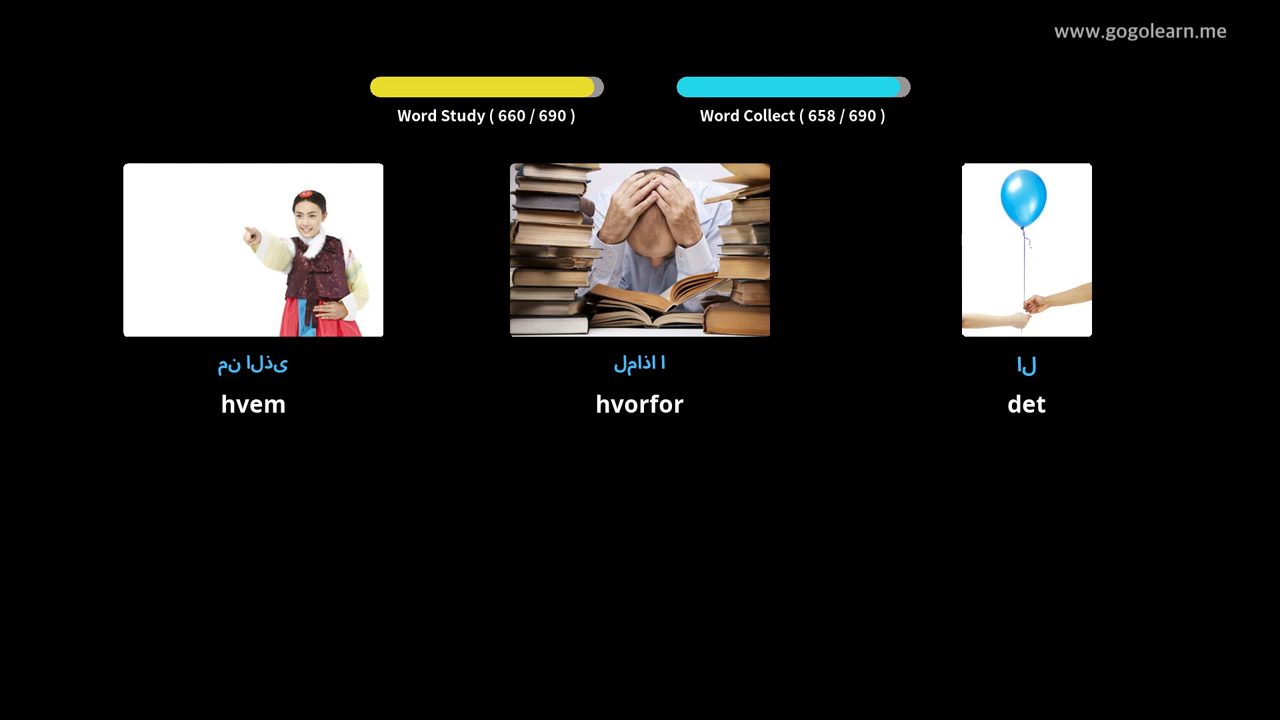 www.gogolearn.me
Word Study ( 660 / 690 )
Word Collect ( 658 / 690 )
من الذى
لماذا ا
ال
hvem
hvorfor
det